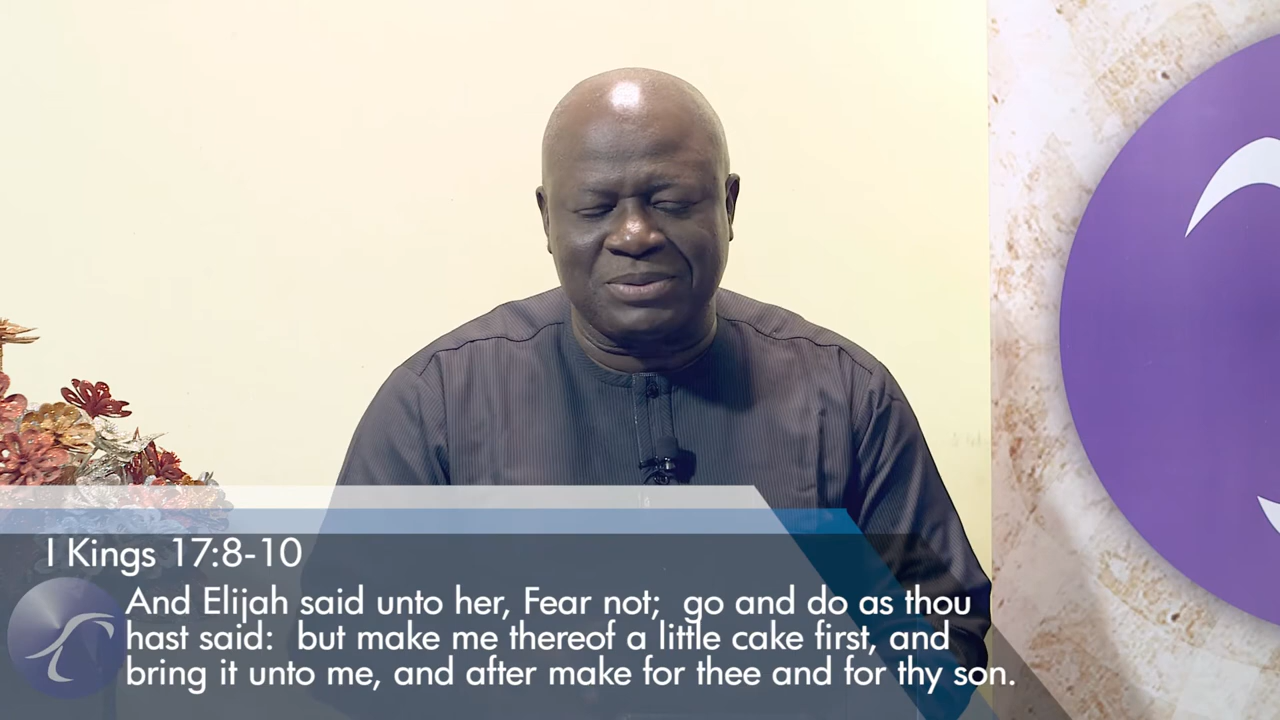 I Kings 17:8-10
And Elijah said unto her, Fear not;  go and do as thou
hast said:  but make me thereof a little cake first, and
bring it unto me, and after make for thee and for thy son.